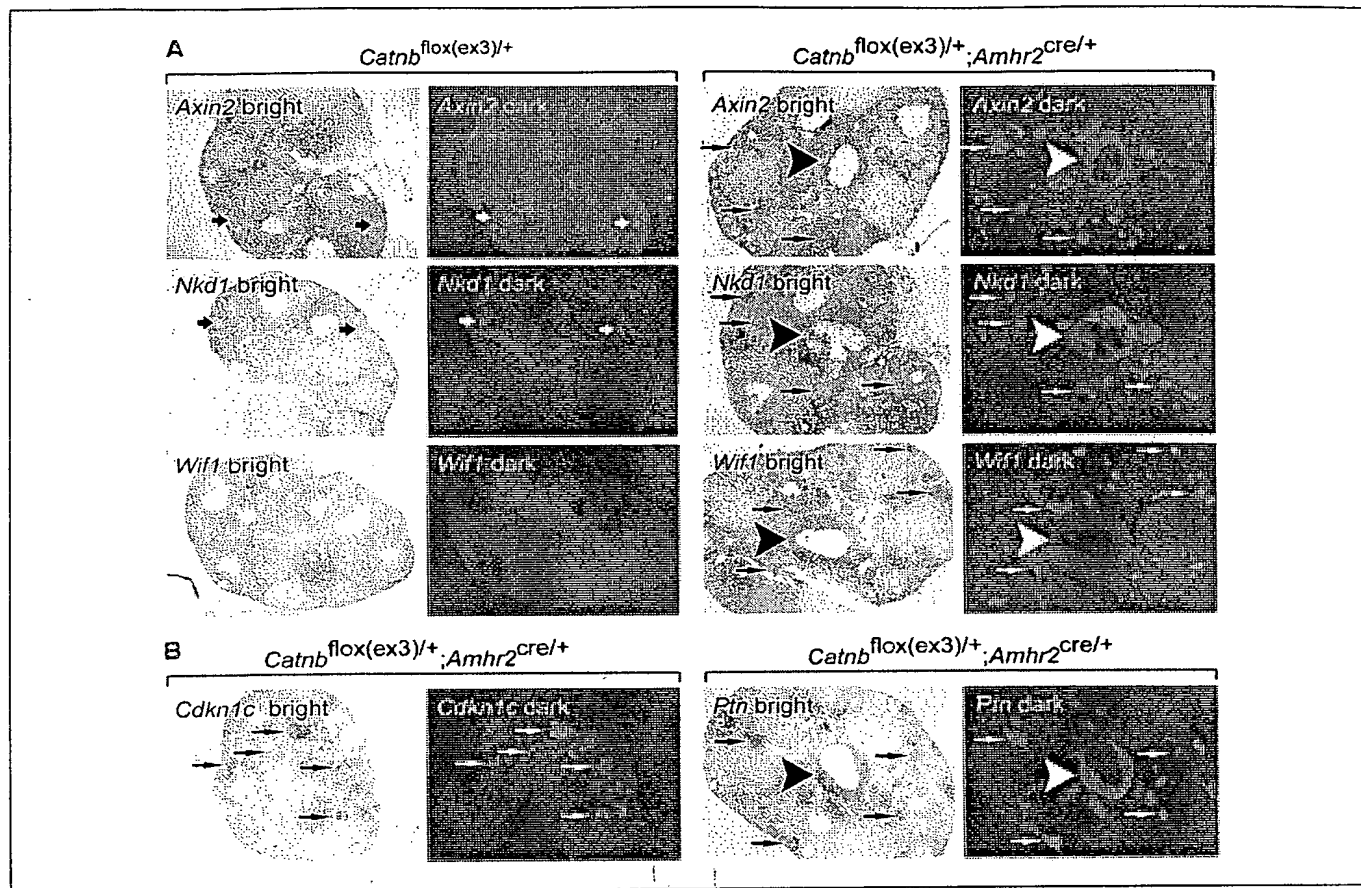 A
Catnb^flox(ex3)/+
Catnb^flox(ex3)/+;Amhr2^cre/+
Axin2 bright
Axin2 dark
Axin2 bright
Axin2 dark
Nkd1 bright
Nkd1 dark
Nkd1 bright
Nkd1 dark
Wif1 bright
Wif1 dark
Wif1 bright
Wif1 dark
B
Catnb^flox(ex3)/+;Amhr2^cre/+
Catnb^flox(ex3)/+;Amhr2^cre/+
Cdkn1c bright
Cdkn1c dark
Ptn bright
Ptn dark